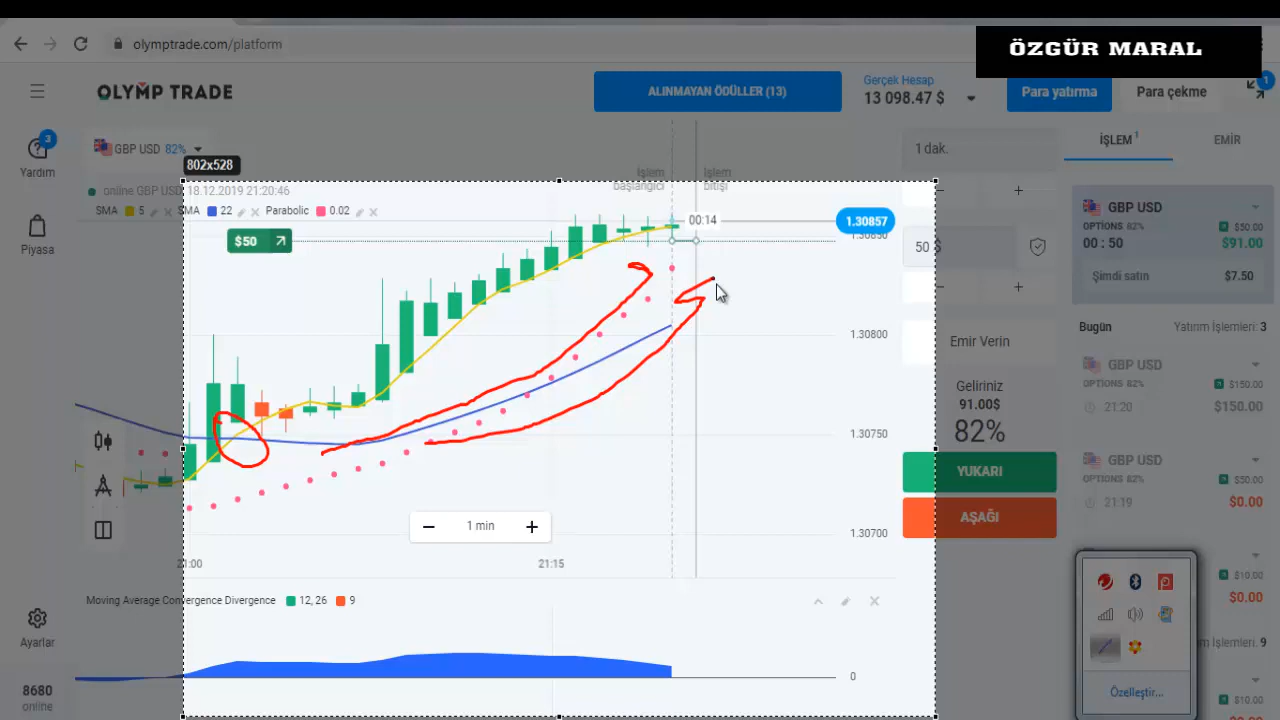 olymptrade.com/platform
ÖZGÜR MARAL
OLYMP TRADE
ALINMAYAN ÖDÜLLER (13)
Gerçek Hesap
13 098.47 $
Para yatırma
Para çekme
1
3
Yardım
Piyasa
Ayarlar
8680
online
GBP USD 82%
802x528
online GBP USD 18.12.2019 21:20:46
SMA 5 SMA 22 Parabolic 0.02
$50
İşlem
başlangıcı
İşlem
bitişi
00:14
1.30857
1.30850
1.30800
1.30750
1.30700
1 min
21:00
21:15
Moving Average Convergence Divergence 12, 26 9
0
1 dak.
50 $
Emir Verin
Geliriniz
91.00$
82%
YUKARI
AŞAĞI
İŞLEM 1
EMİR
GBP USD
OPTIONS 82% $50.00
00 : 50 $91.00
Şimdi satın $7.50
Bugün Yatırım İşlemleri: 3
GBP USD
OPTIONS 82% $150.00
21:20 $150.00
GBP USD
OPTIONS 82% $50.00
21:19 $0.00
$10.00
$0.00
İşlemleri: 9
$10.00
Özelleştir...